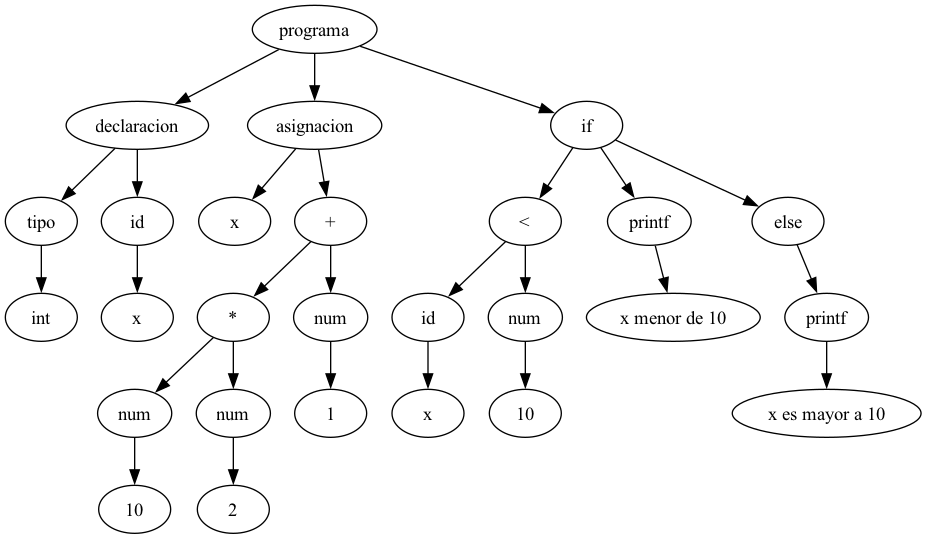 programa
declaracion
asignacion
if
tipo
id
x
+
<
printf
else
int
x
*
num
id
num
x menor de 10
printf
num
num
1
x
10
x es mayor a 10
10
2